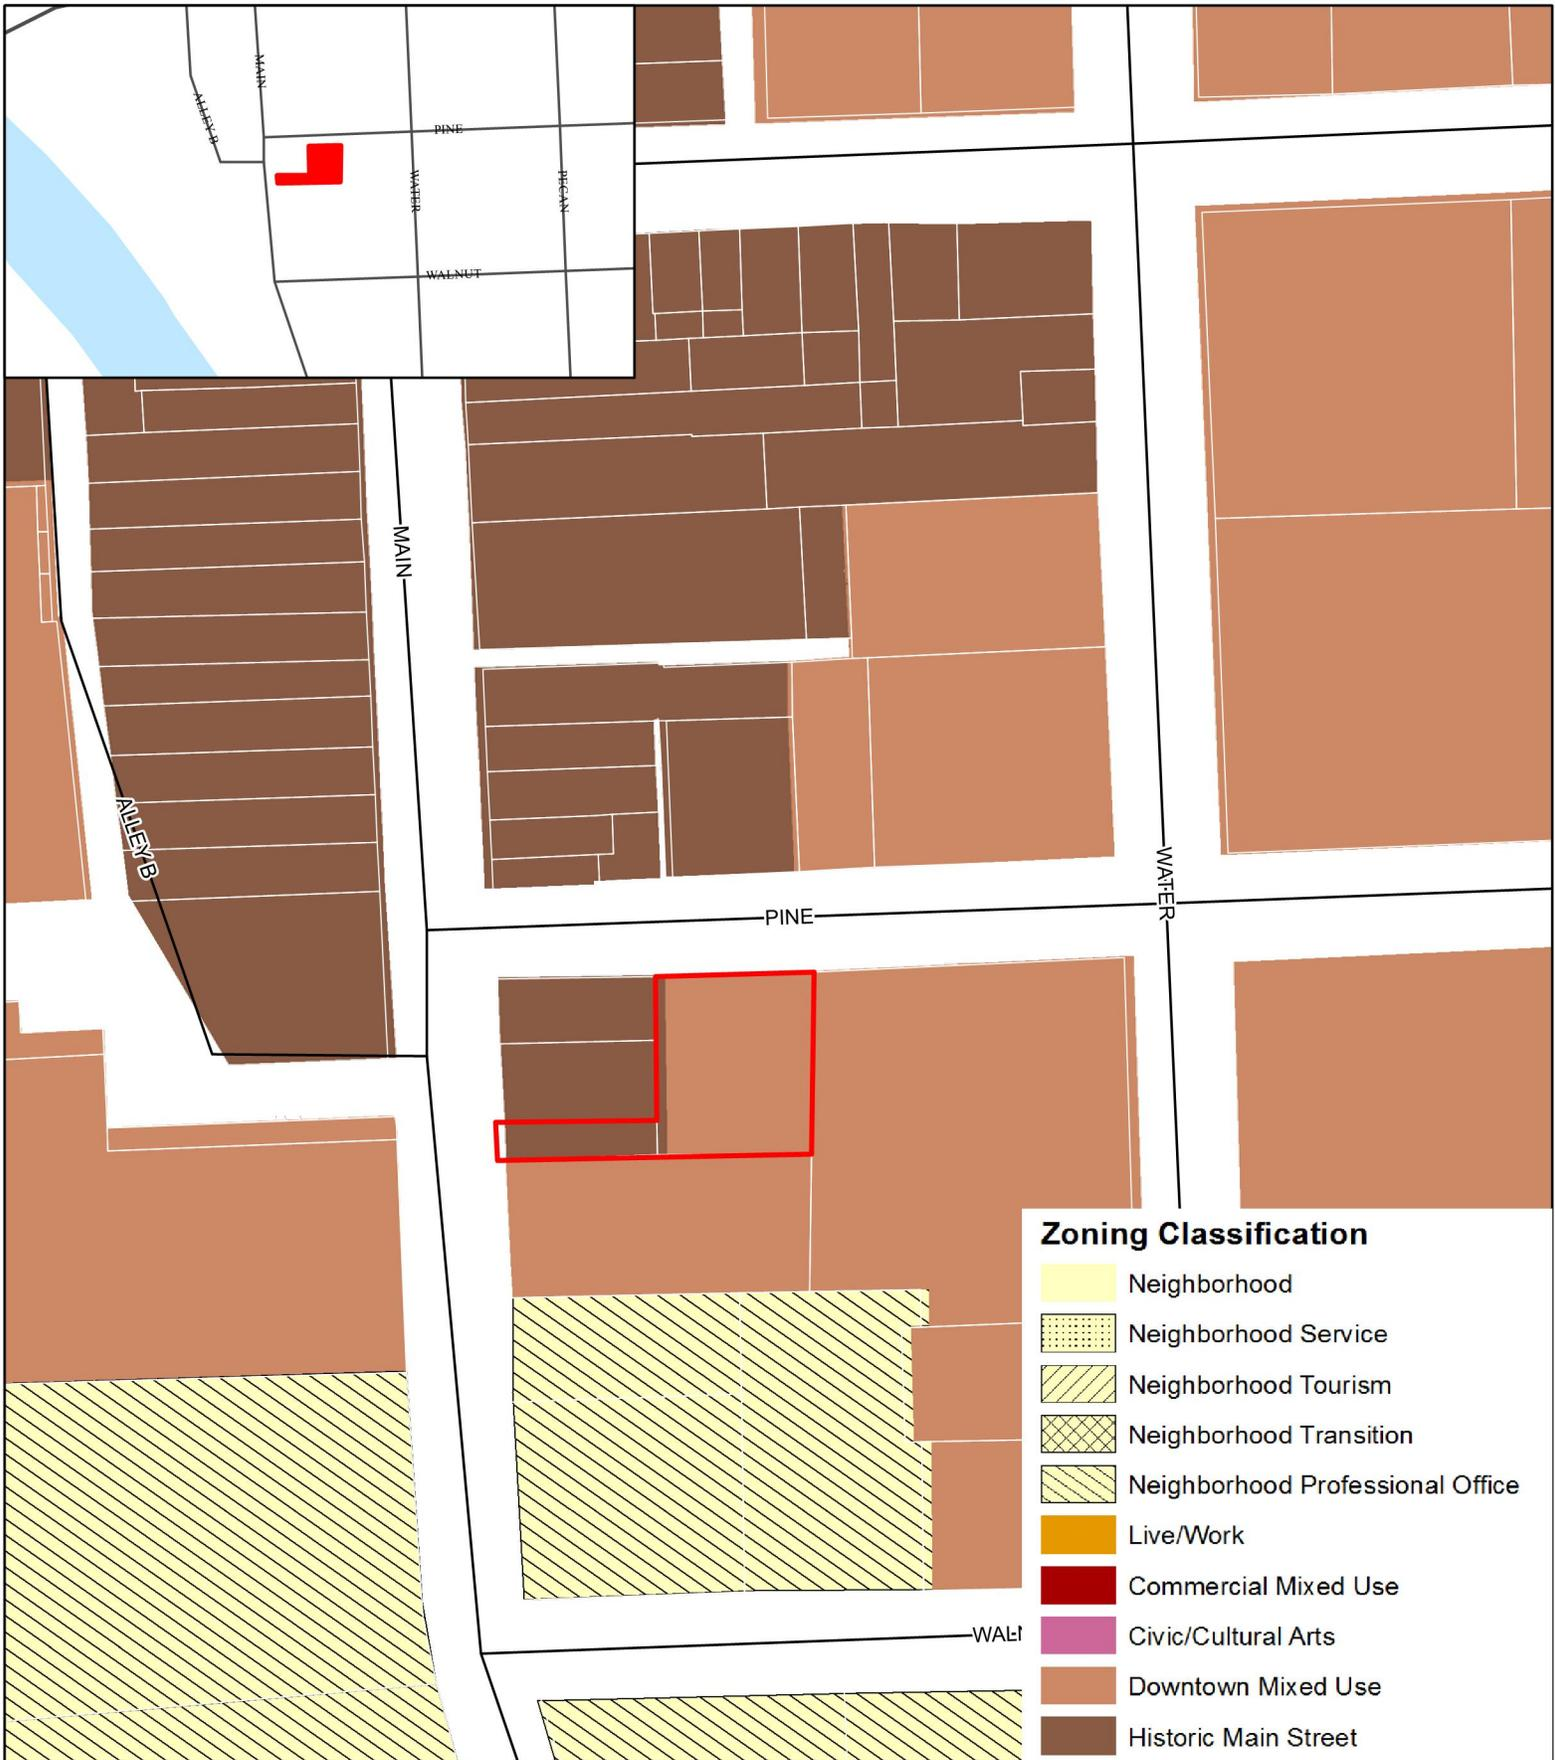 MAIN
ALLEY B
PINE
WATER
PECAN
WALNUT
MAIN
ALLEY B
PINE
WATER
Zoning Classification
Neighborhood
Neighborhood Service
Neighborhood Tourism
Neighborhood Transition
Neighborhood Professional Office
Live/Work
Commercial Mixed Use
Civic/Cultural Arts
Downtown Mixed Use
Historic Main Street
WALN